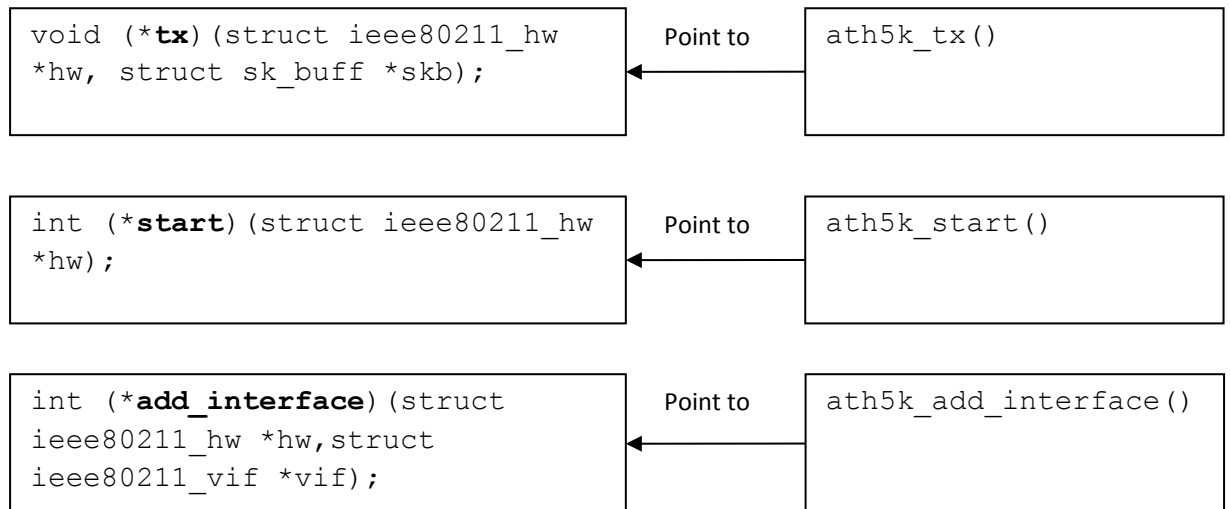 void (*tx)(struct ieee80211_hw
*hw, struct sk_buff *skb);
Point to
ath5k_tx()
int (*start)(struct ieee80211_hw
*hw);
Point to
ath5k_start()
int (*add_interface)(struct
ieee80211_hw *hw,struct
ieee80211_vif *vif);
Point to
ath5k_add_interface()